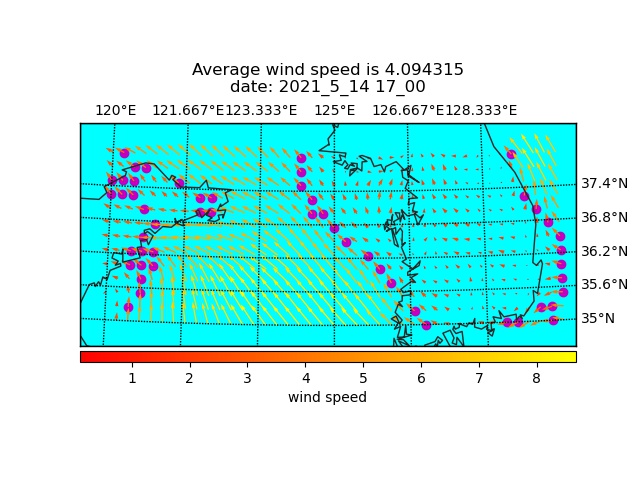 Average wind speed is 4.094315
date: 2021_5_14 17_00
120°E 121.667°E 123.333°E 125°E 126.667°E 128.333°E
37.4°N
36.8°N
36.2°N
35.6°N
35°N
1 2 3 4 5 6 7 8
wind speed